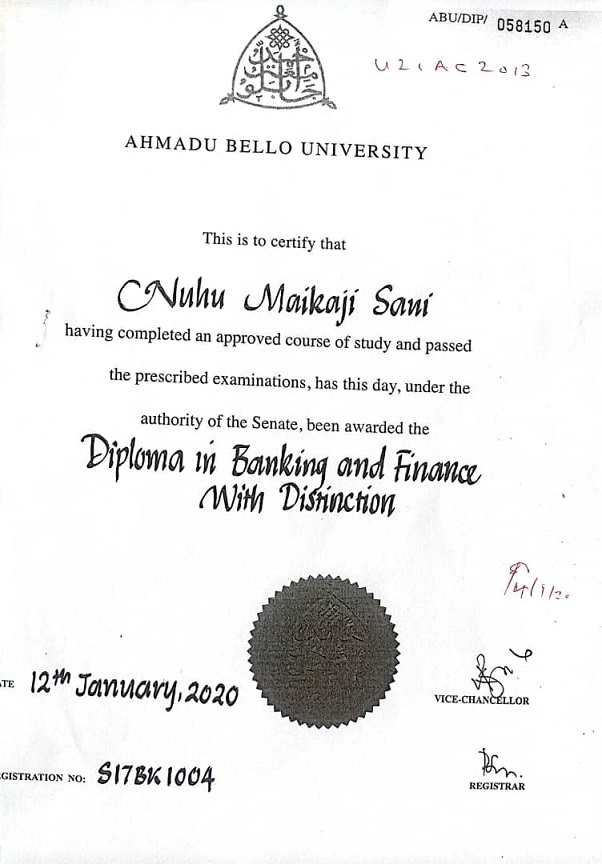 ABU/DIP/ 058150 A
U21AC2013
AHMADU BELLO UNIVERSITY
This is to certify that
Nuhu Maikaji Sani
having completed an approved course of study and passed
the prescribed examinations, has this day, under the
authority of the Senate, been awarded the
Diploma in Banking and Finance
With Distinction
TE 12th January, 2020
VICE-CHANCELLOR
GISTRATION NO: S17BK1004
REGISTRAR